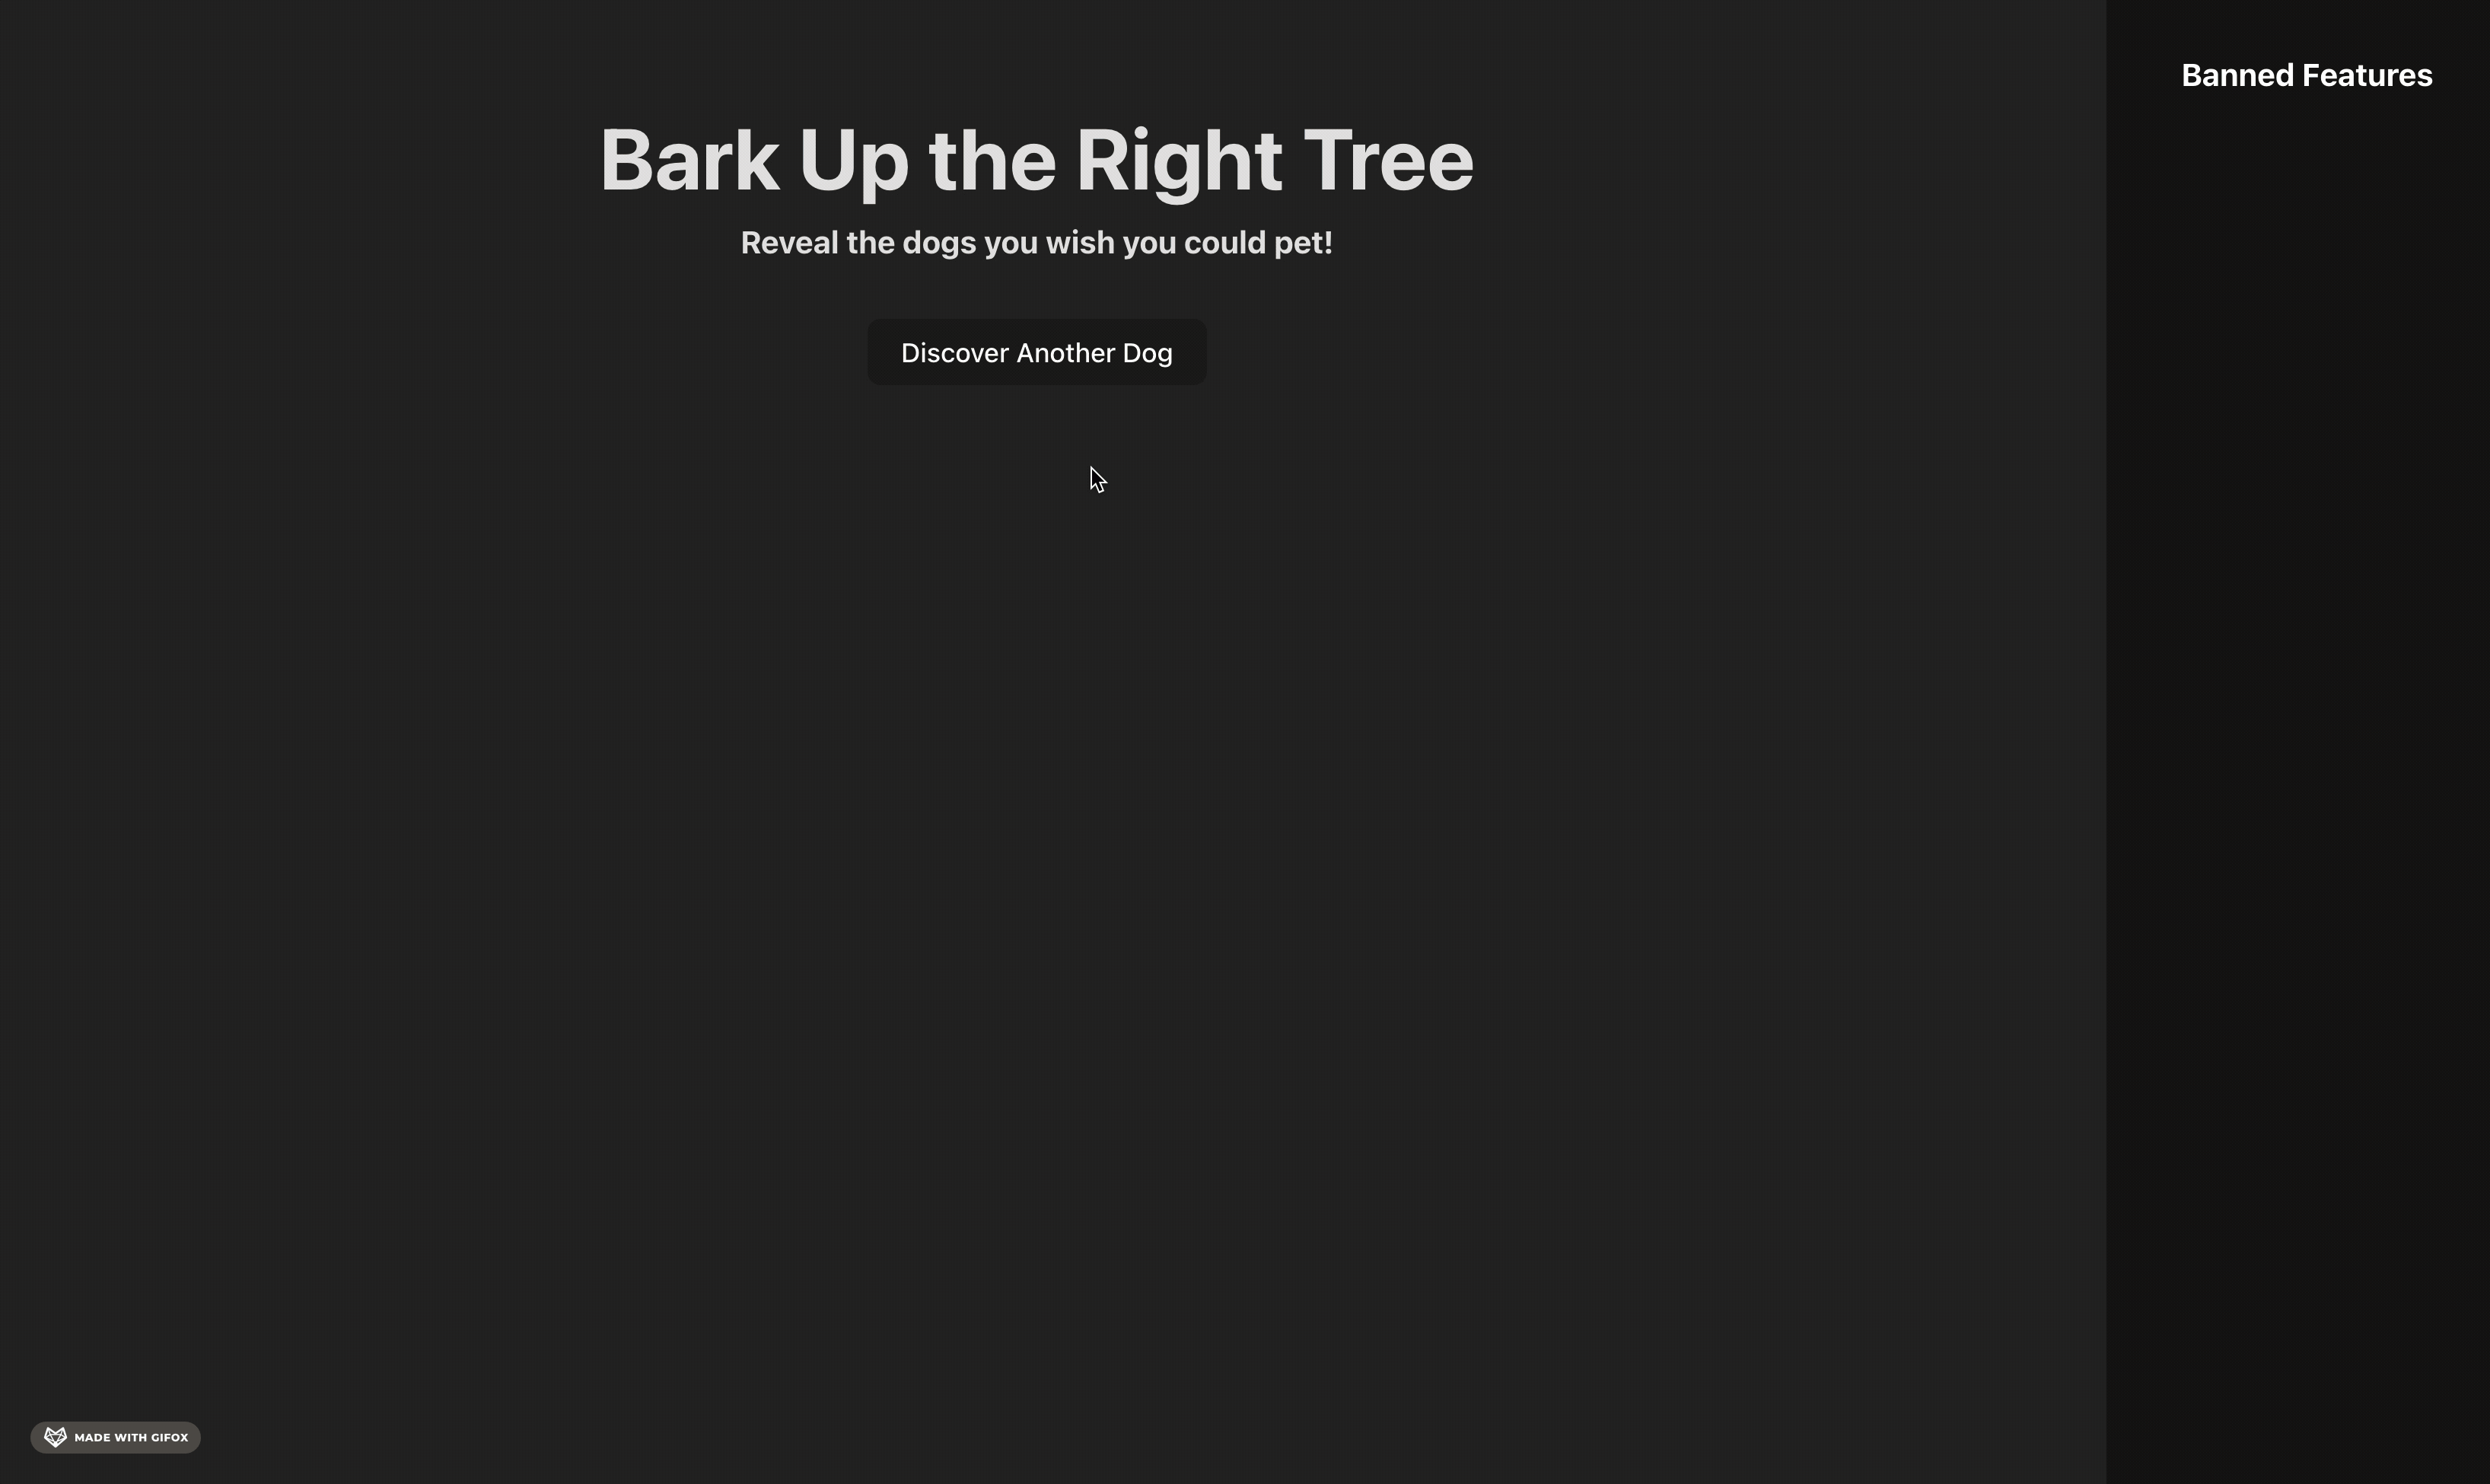 Bark Up the Right Tree
Reveal the dogs you wish you could pet!
Discover Another Dog
Banned Features
MADE WITH GIFOX